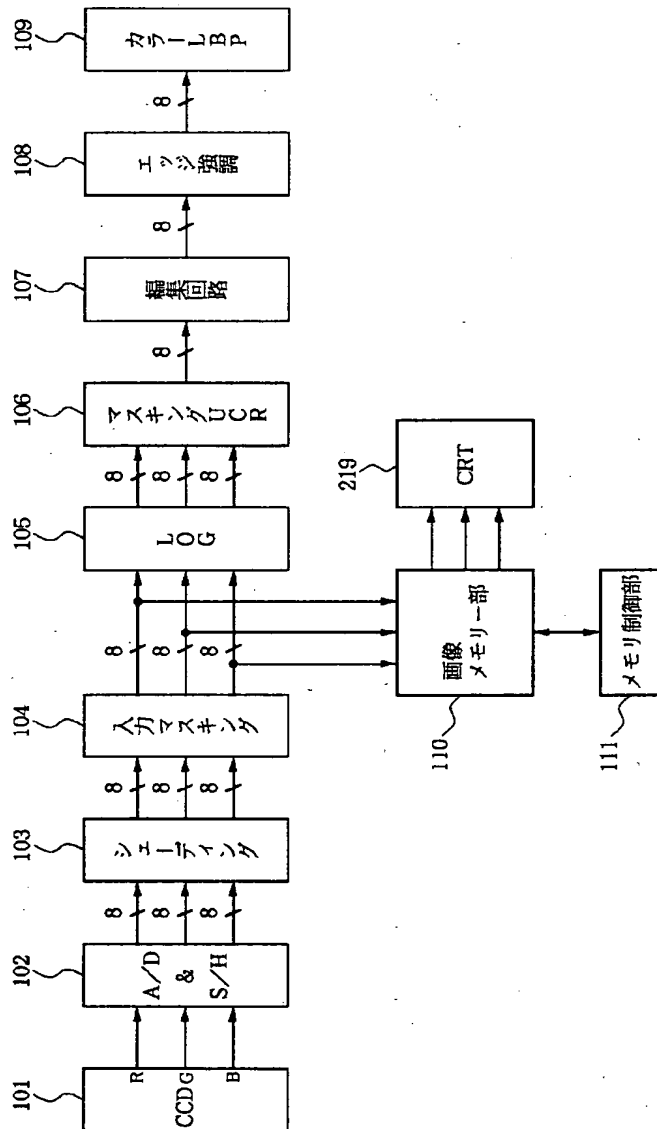 101
CCD
R
G
B
102
A/D
&
S/H
8
8
8
103
シェーディング
8
8
8
104
入力マスキング
8
8
8
105
LOG
8
8
8
106
マスキングUCR
8
107
編集回路
8
108
エッジ強調
8
109
カラーLBP
110
画像
メモリー部
219
CRT
111
メモリ制御部